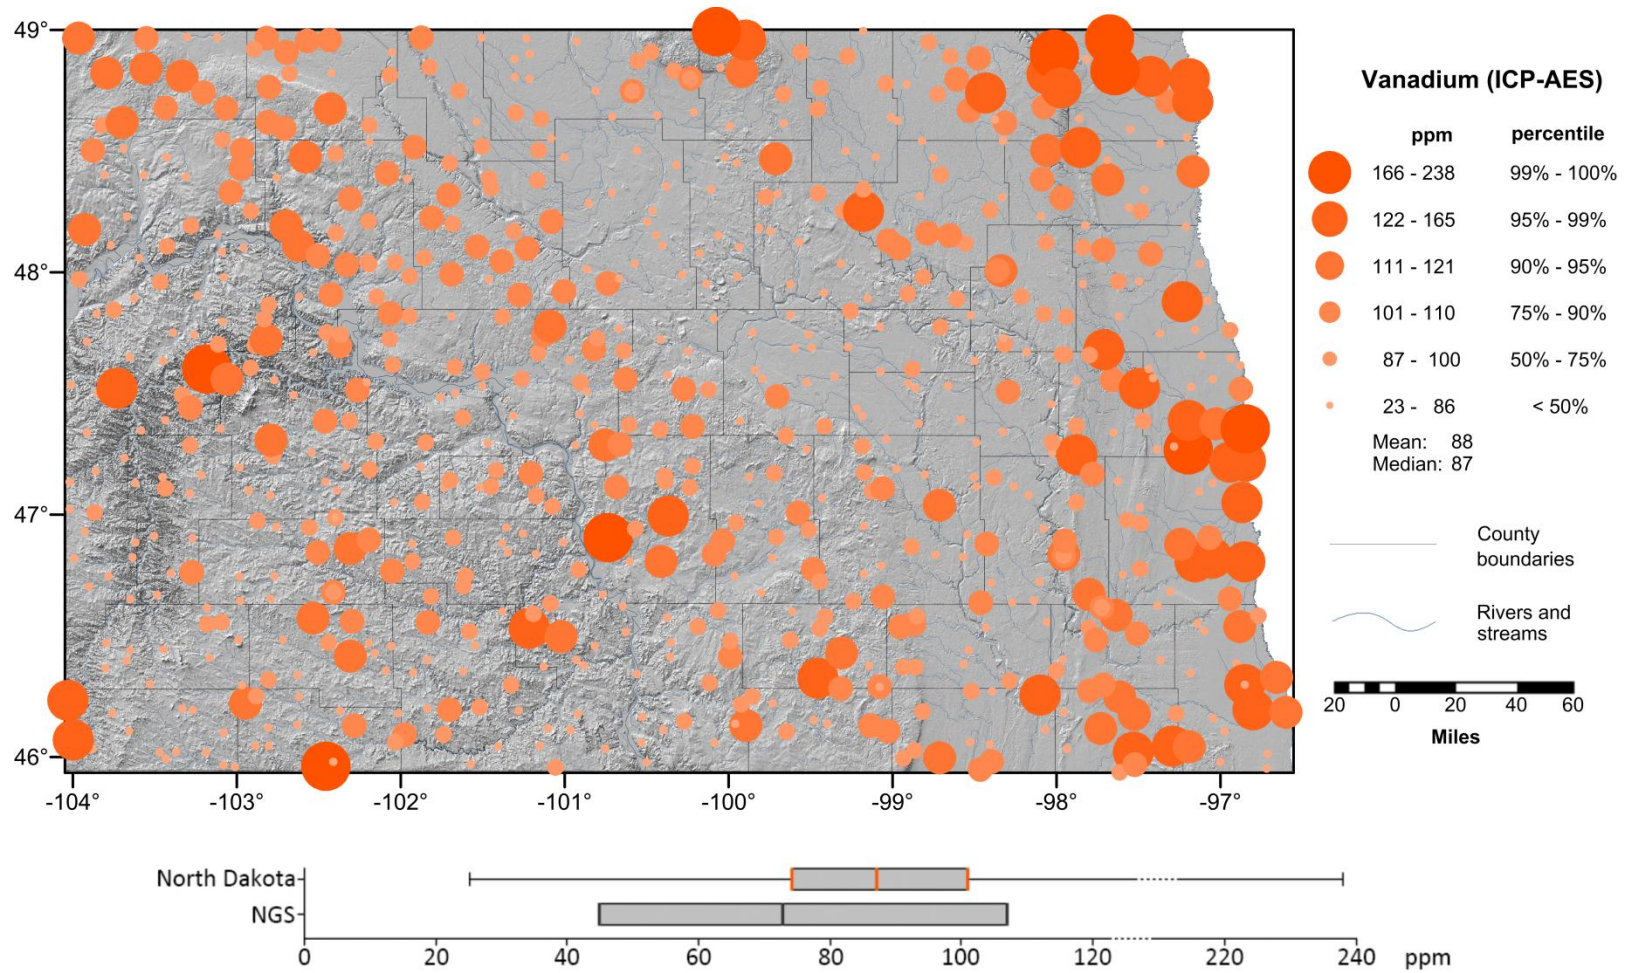 49°
48°
47°
46°
-104°
-103°
-102°
-101°
-100°
-99°
-98°
-97°
Vanadium (ICP-AES)
ppm percentile
166 - 238 99% - 100%
122 - 165 95% - 99%
111 - 121 90% - 95%
101 - 110 75% - 90%
87 - 100 50% - 75%
23 - 86 < 50%
Mean: 88
Median: 87
County
boundaries
Rivers and
streams
20 0 20 40 60
Miles
North Dakota
NGS
0 20 40 60 80 100 120 220 240 ppm